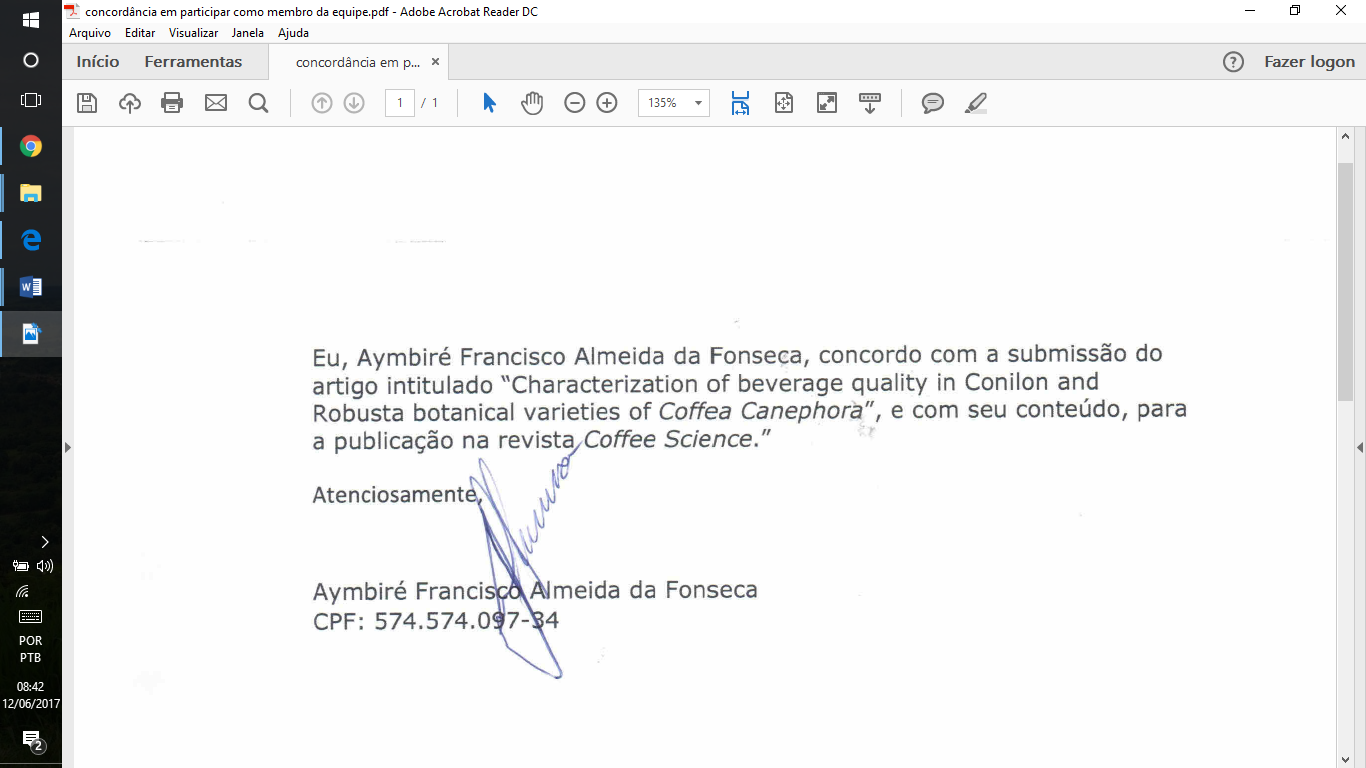 concordância em participar como membro da equipe.pdf - Adobe Acrobat Reader DC
Arquivo Editar Visualizar Janela Ajuda
Início Ferramentas concordância em p... × Fazer logon
1 / 1 135%
Eu, Aymbiré Francisco Almeida da Fonseca, concordo com a submissão do
artigo intitulado “Characterization of beverage quality in Conilon and
Robusta botanical varieties of Coffea Canephora”, e com seu conteúdo, para
a publicação na revista Coffee Science.”
Atenciosamente,
Aymbiré Francisco Almeida da Fonseca
CPF: 574.574.097-34
POR
PTB
08:42
12/06/2017
2